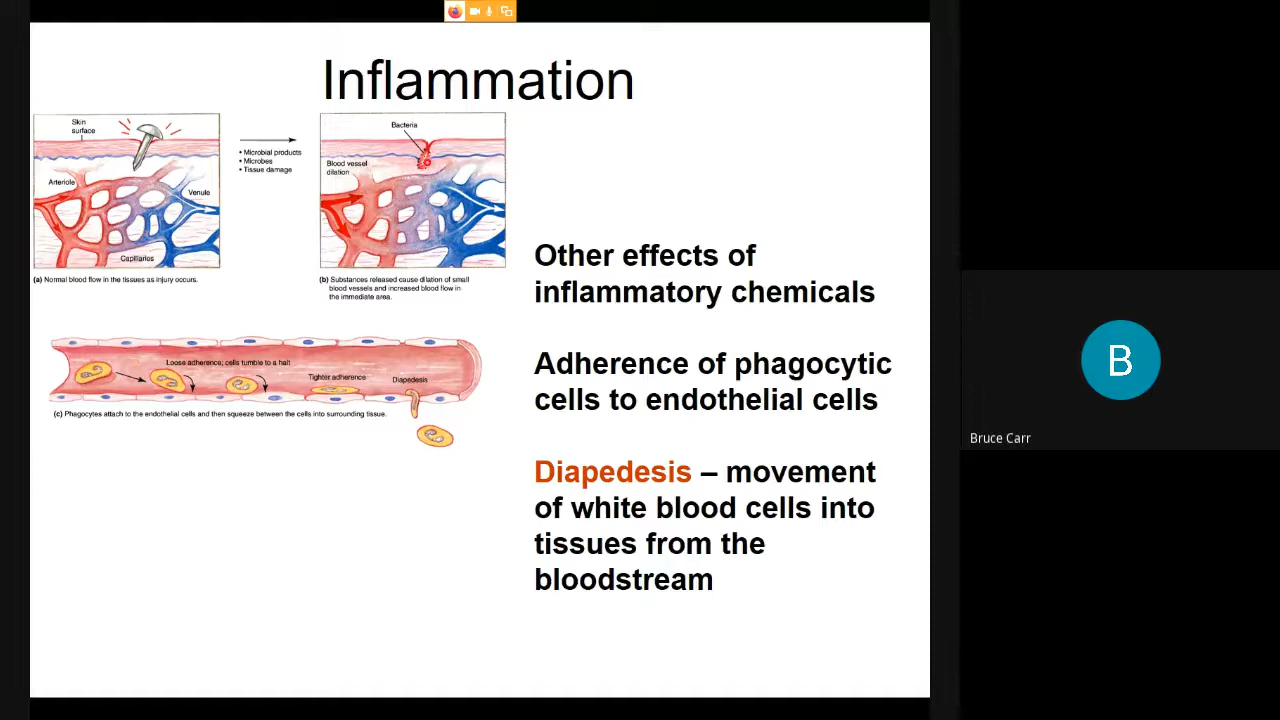 Inflammation
Skin
surface
Arteriole
Venule
Capillaries
(a) Normal blood flow in the tissues as injury occurs.
• Microbial products
• Microbes
• Tissue damage
Bacteria
Blood vessel
dilation
(b) Substances released cause dilation of small
blood vessels and increased blood flow in
the immediate area.
Loose adherence; cells tumble to a halt
Tighter adherence
Diapedesis
(c) Phagocytes attach to the endothelial cells and then squeeze between the cells into surrounding tissue.
Other effects of
inflammatory chemicals
Adherence of phagocytic
cells to endothelial cells
Diapedesis – movement
of white blood cells into
tissues from the
bloodstream
B
Bruce Carr